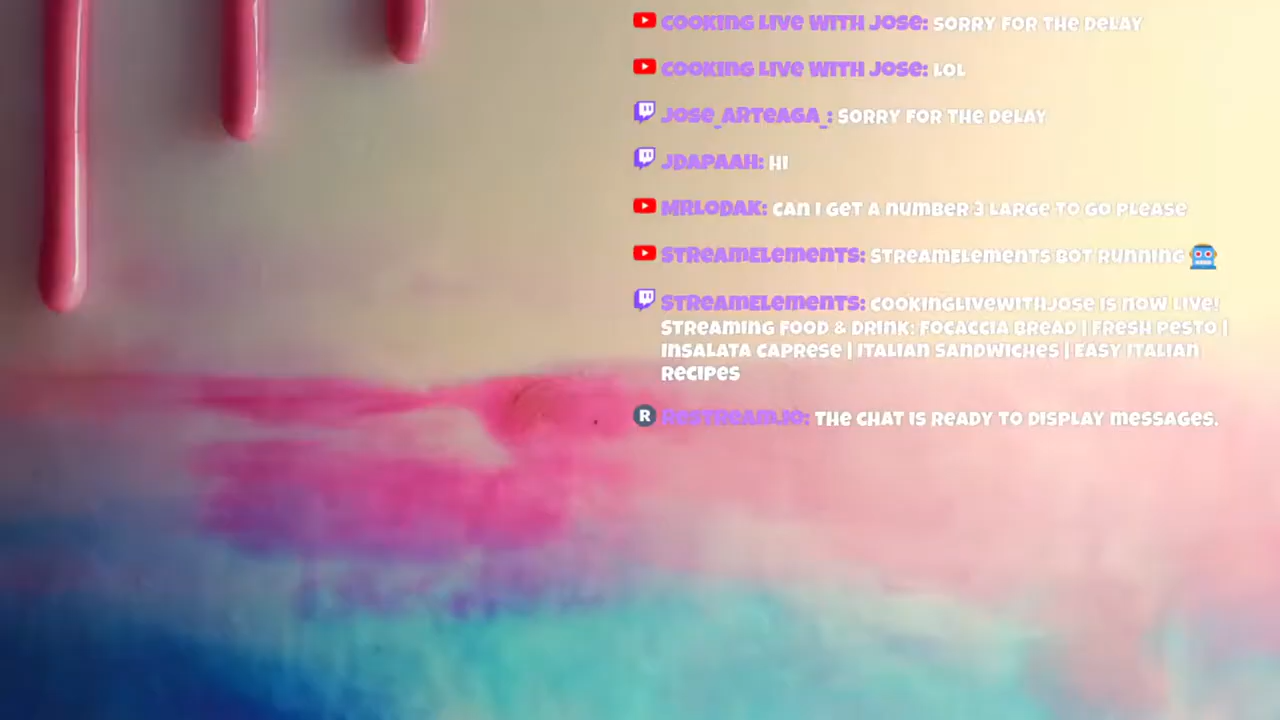 COOKING LIVE WITH JOSE: SORRY FOR THE DELAY
COOKING LIVE WITH JOSE: LOL
JOSE_ARTEAGA_: SORRY FOR THE DELAY
JDAPAAH: HI
MRLODAK: CAN I GET A NUMBER 3 LARGE TO GO PLEASE
STREAMELEMENTS: STREAMELEMENTS BOT RUNNING
STREAMELEMENTS: COOKINGLIVEWITHJOSE IS NOW LIVE!
STREAMING FOOD & DRINK: FOCACCIA BREAD | FRESH PESTO |
INSALATA CAPRESE | ITALIAN SANDWICHES | EASY ITALIAN
RECIPES
R RESTREAM.IO: THE CHAT IS READY TO DISPLAY MESSAGES.